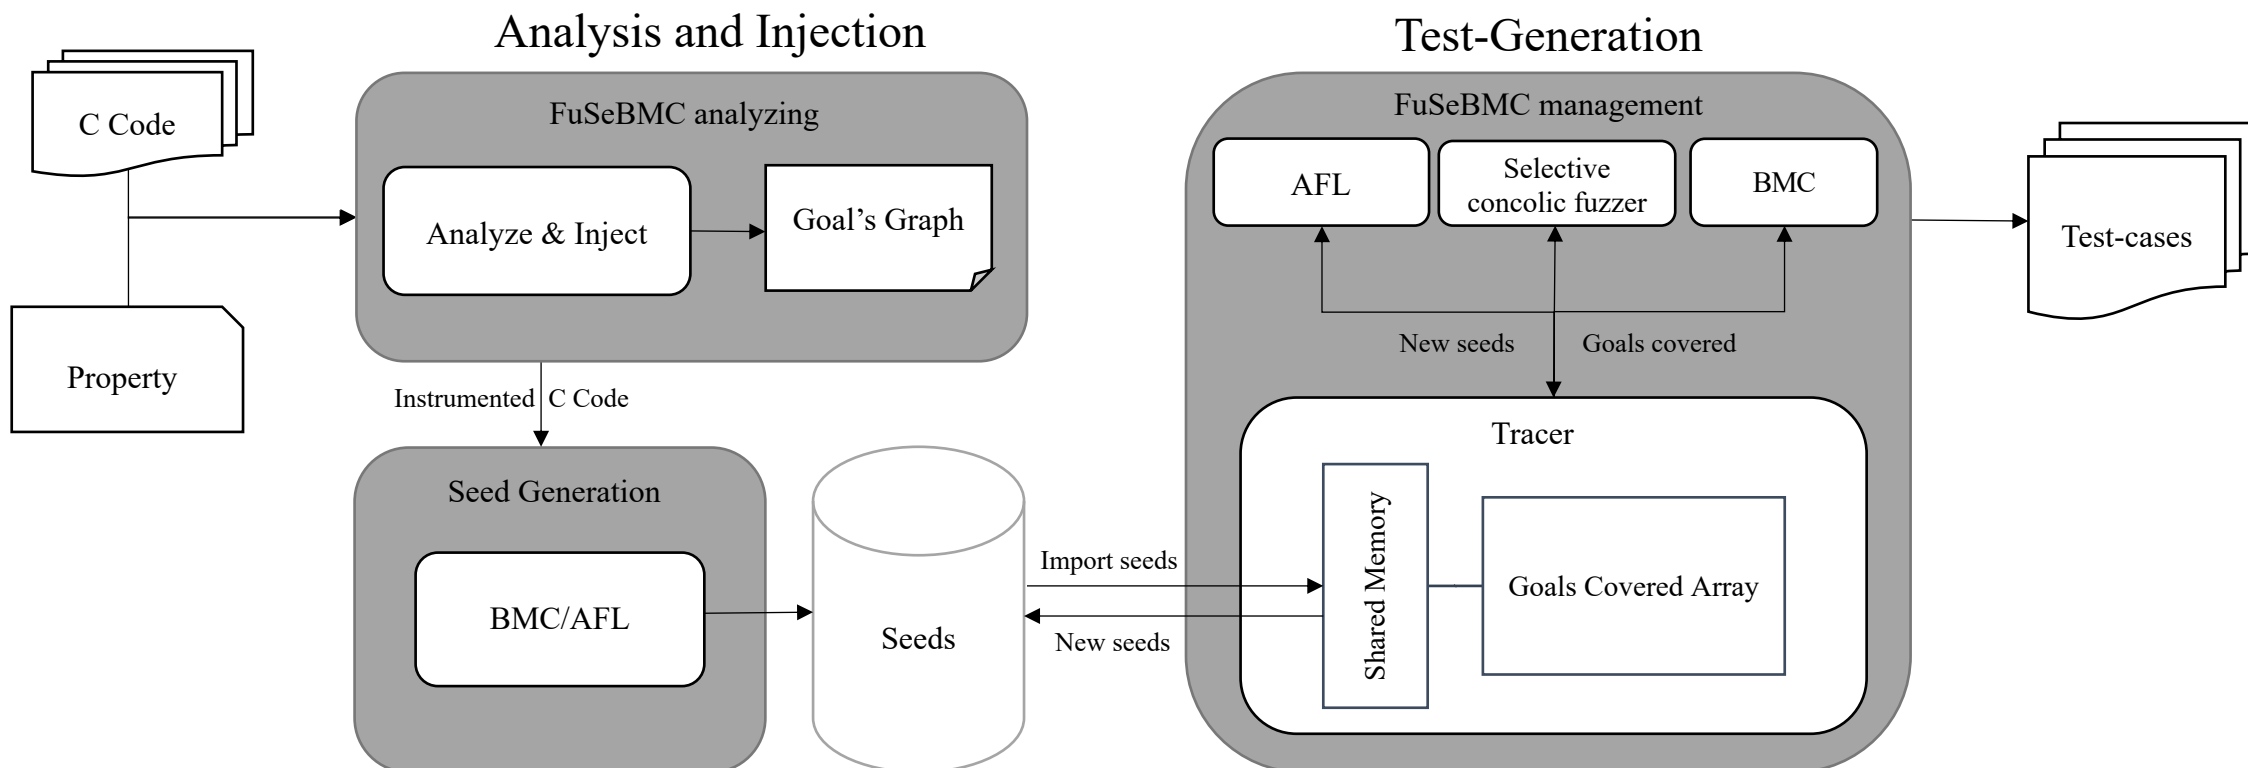 Analysis and Injection
Test-Generation
C Code
Property
FuSeBMC analyzing
Analyze & Inject
Goal’s Graph
Instrumented C Code
Seed Generation
BMC/AFL
Seeds
Import seeds
New seeds
FuSeBMC management
AFL
Selective
concolic fuzzer
BMC
New seeds
Goals covered
Tracer
Shared Memory
Goals Covered Array
Test-cases